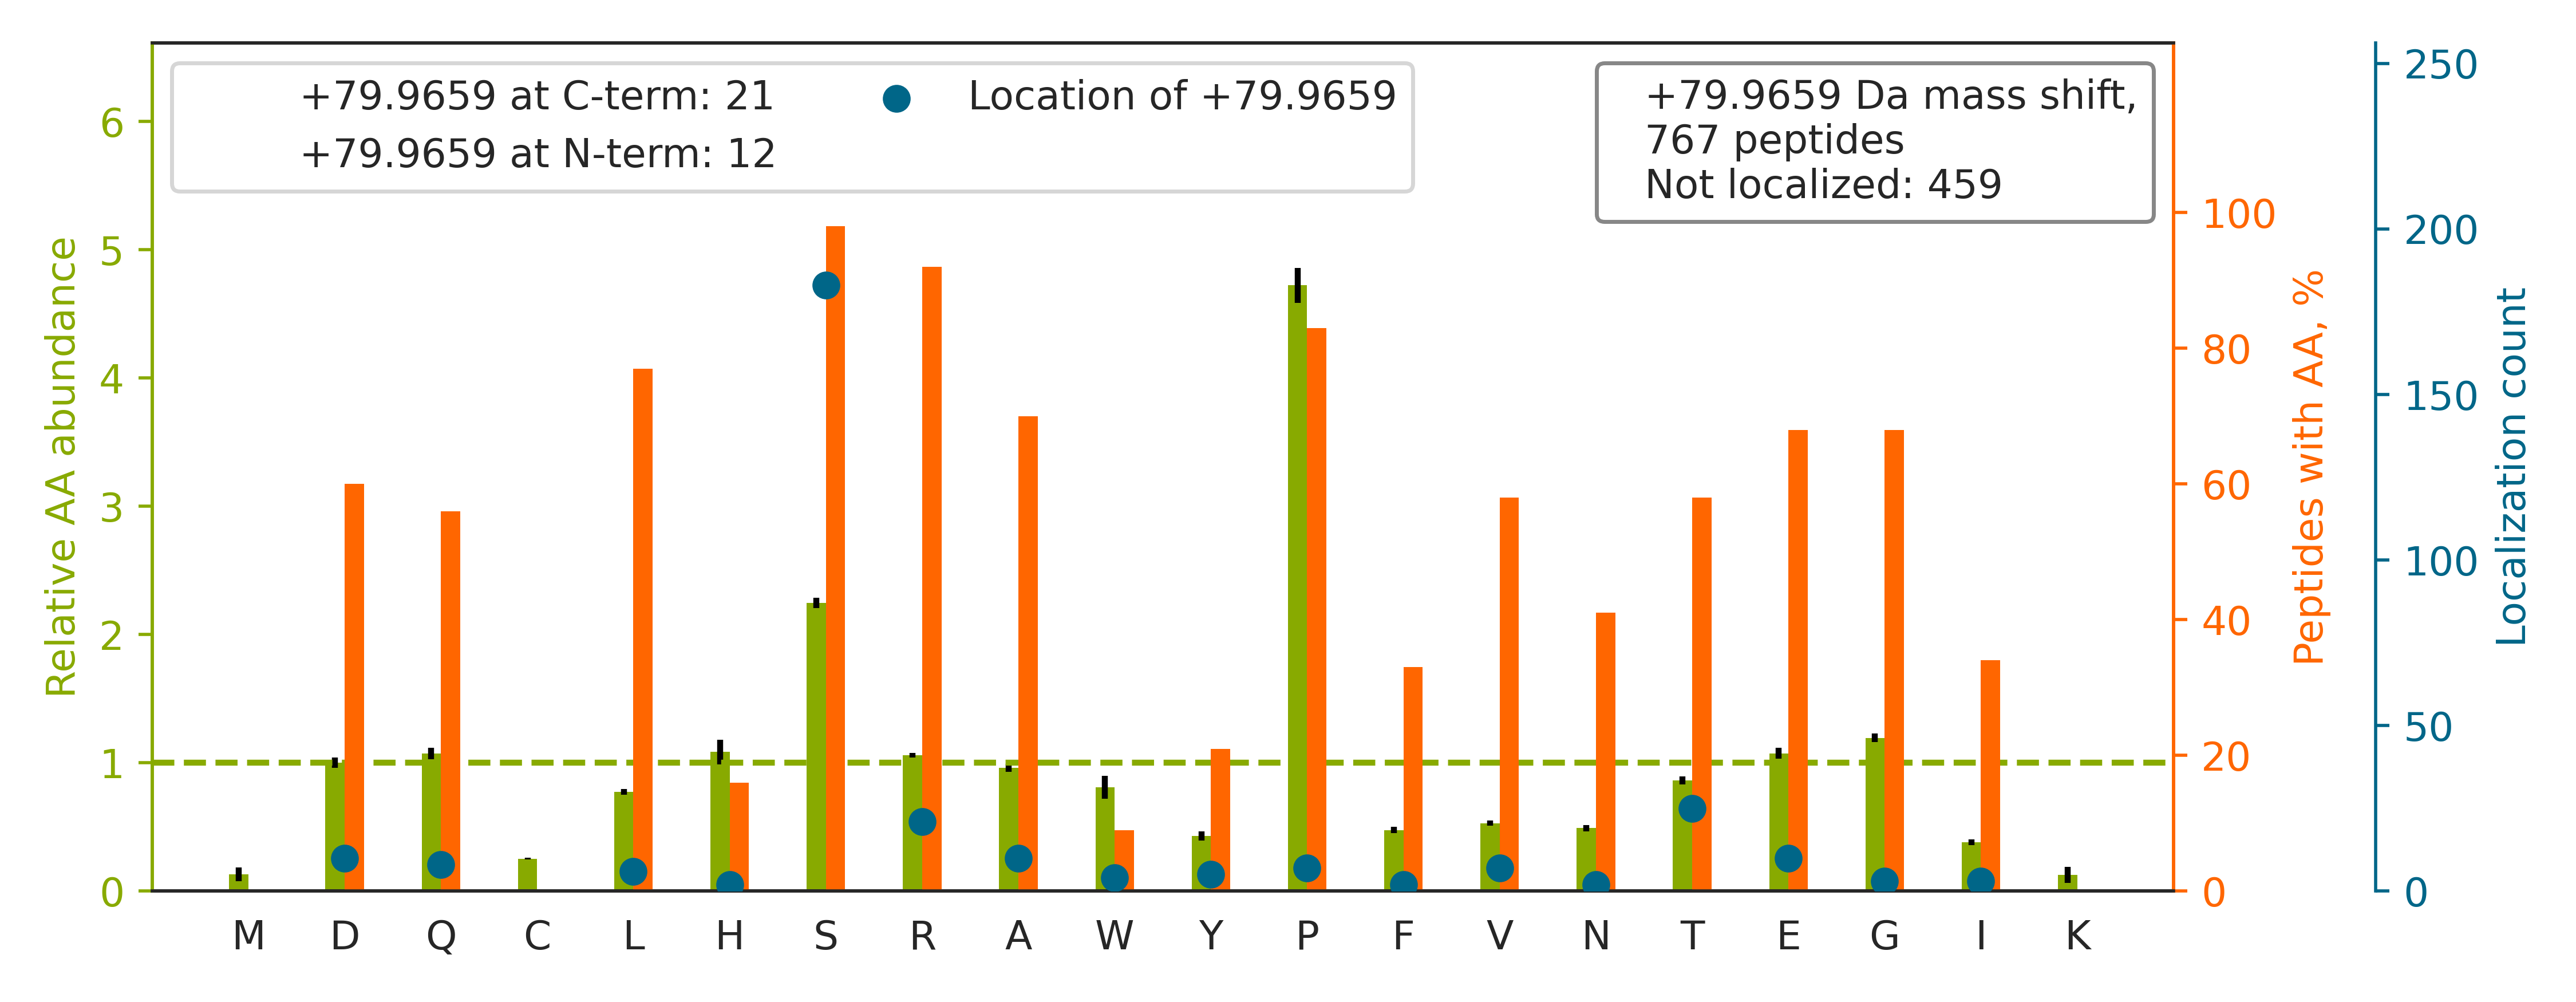 +79.9659 at C-term: 21
+79.9659 at N-term: 12
Location of +79.9659
+79.9659 Da mass shift,
767 peptides
Not localized: 459
Relative AA abundance
6
5
4
3
2
1
0
M D Q C L H S R A W Y P F V N T E G I K
100
80
60
40
20
0
Peptides with AA, %
250
200
150
100
50
0
Localization count